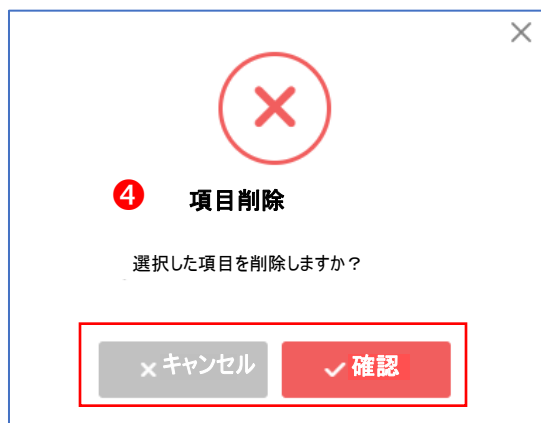 ❹ 項目削除
選択した項目を削除しますか？
×キャンセル ✓確認